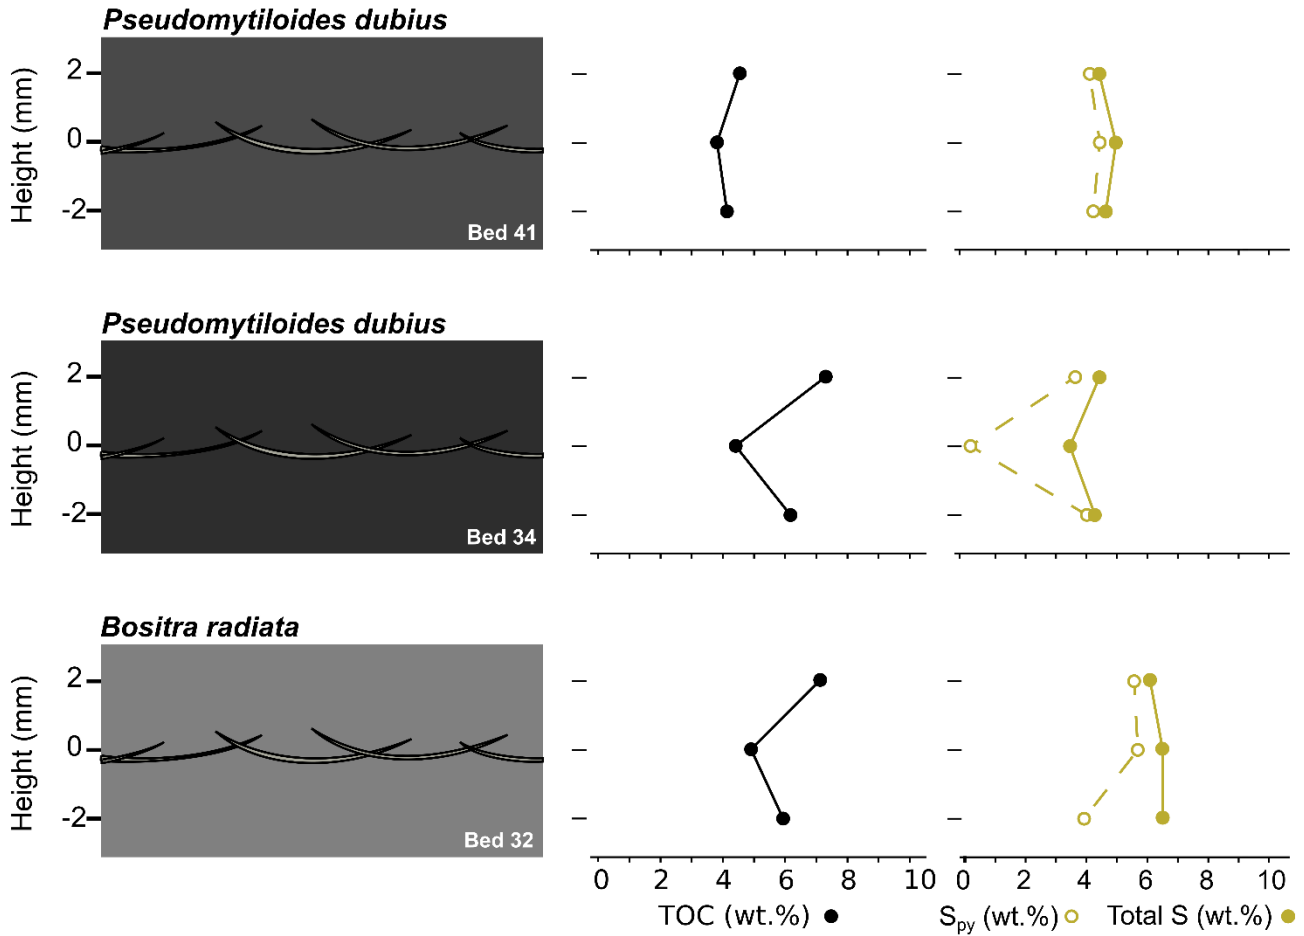 Pseudomytiloides dubius
Height (mm)
2
0
-2
Bed 41
Pseudomytiloides dubius
Height (mm)
2
0
-2
Bed 34
Bositra radiata
Height (mm)
2
0
-2
Bed 32
0 2 4 6 8 10
TOC (wt.%)
0 2 4 6 8 10
Spy (wt.%) Total S (wt.%)